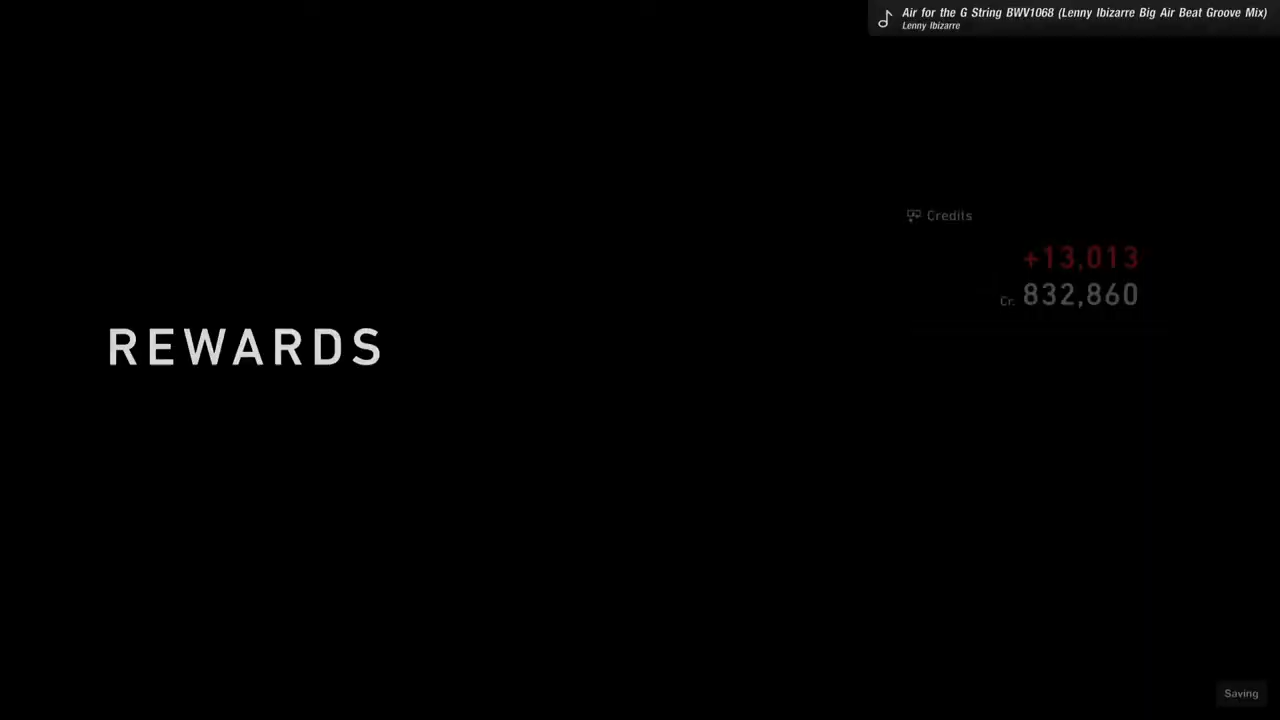 Air for the G String BWV1068 (Lenny Ibizarre Big Air Beat Groove Mix)
Lenny Ibizarre
Credits
+13,013
Cr. 832,860
REWARDS
Saving